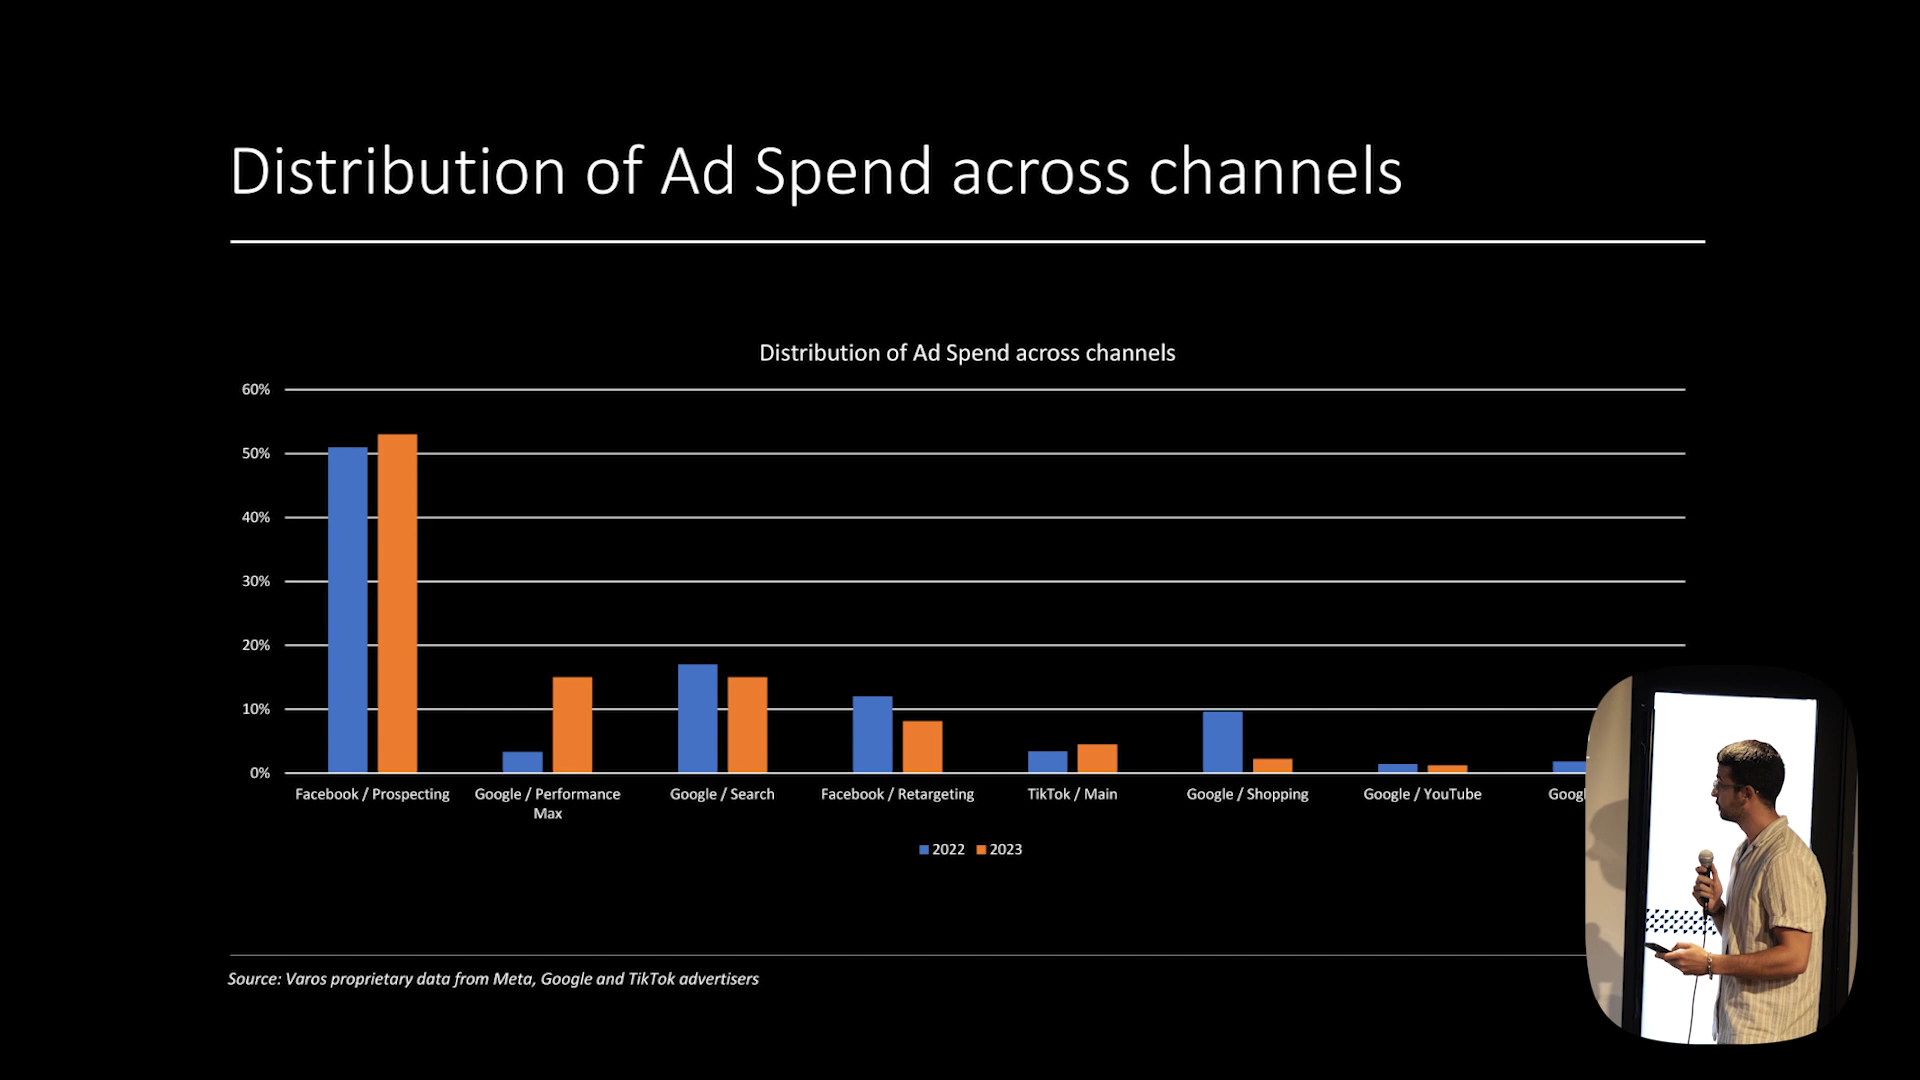 Distribution of Ad Spend across channels
Distribution of Ad Spend across channels
60%
50%
40%
30%
20%
10%
0%
Facebook / Prospecting
Google / Performance
Max
Google / Search
Facebook / Retargeting
TikTok / Main
Google / Shopping
Google / YouTube
2022
2023
Source: Varos proprietary data from Meta, Google and TikTok advertisers